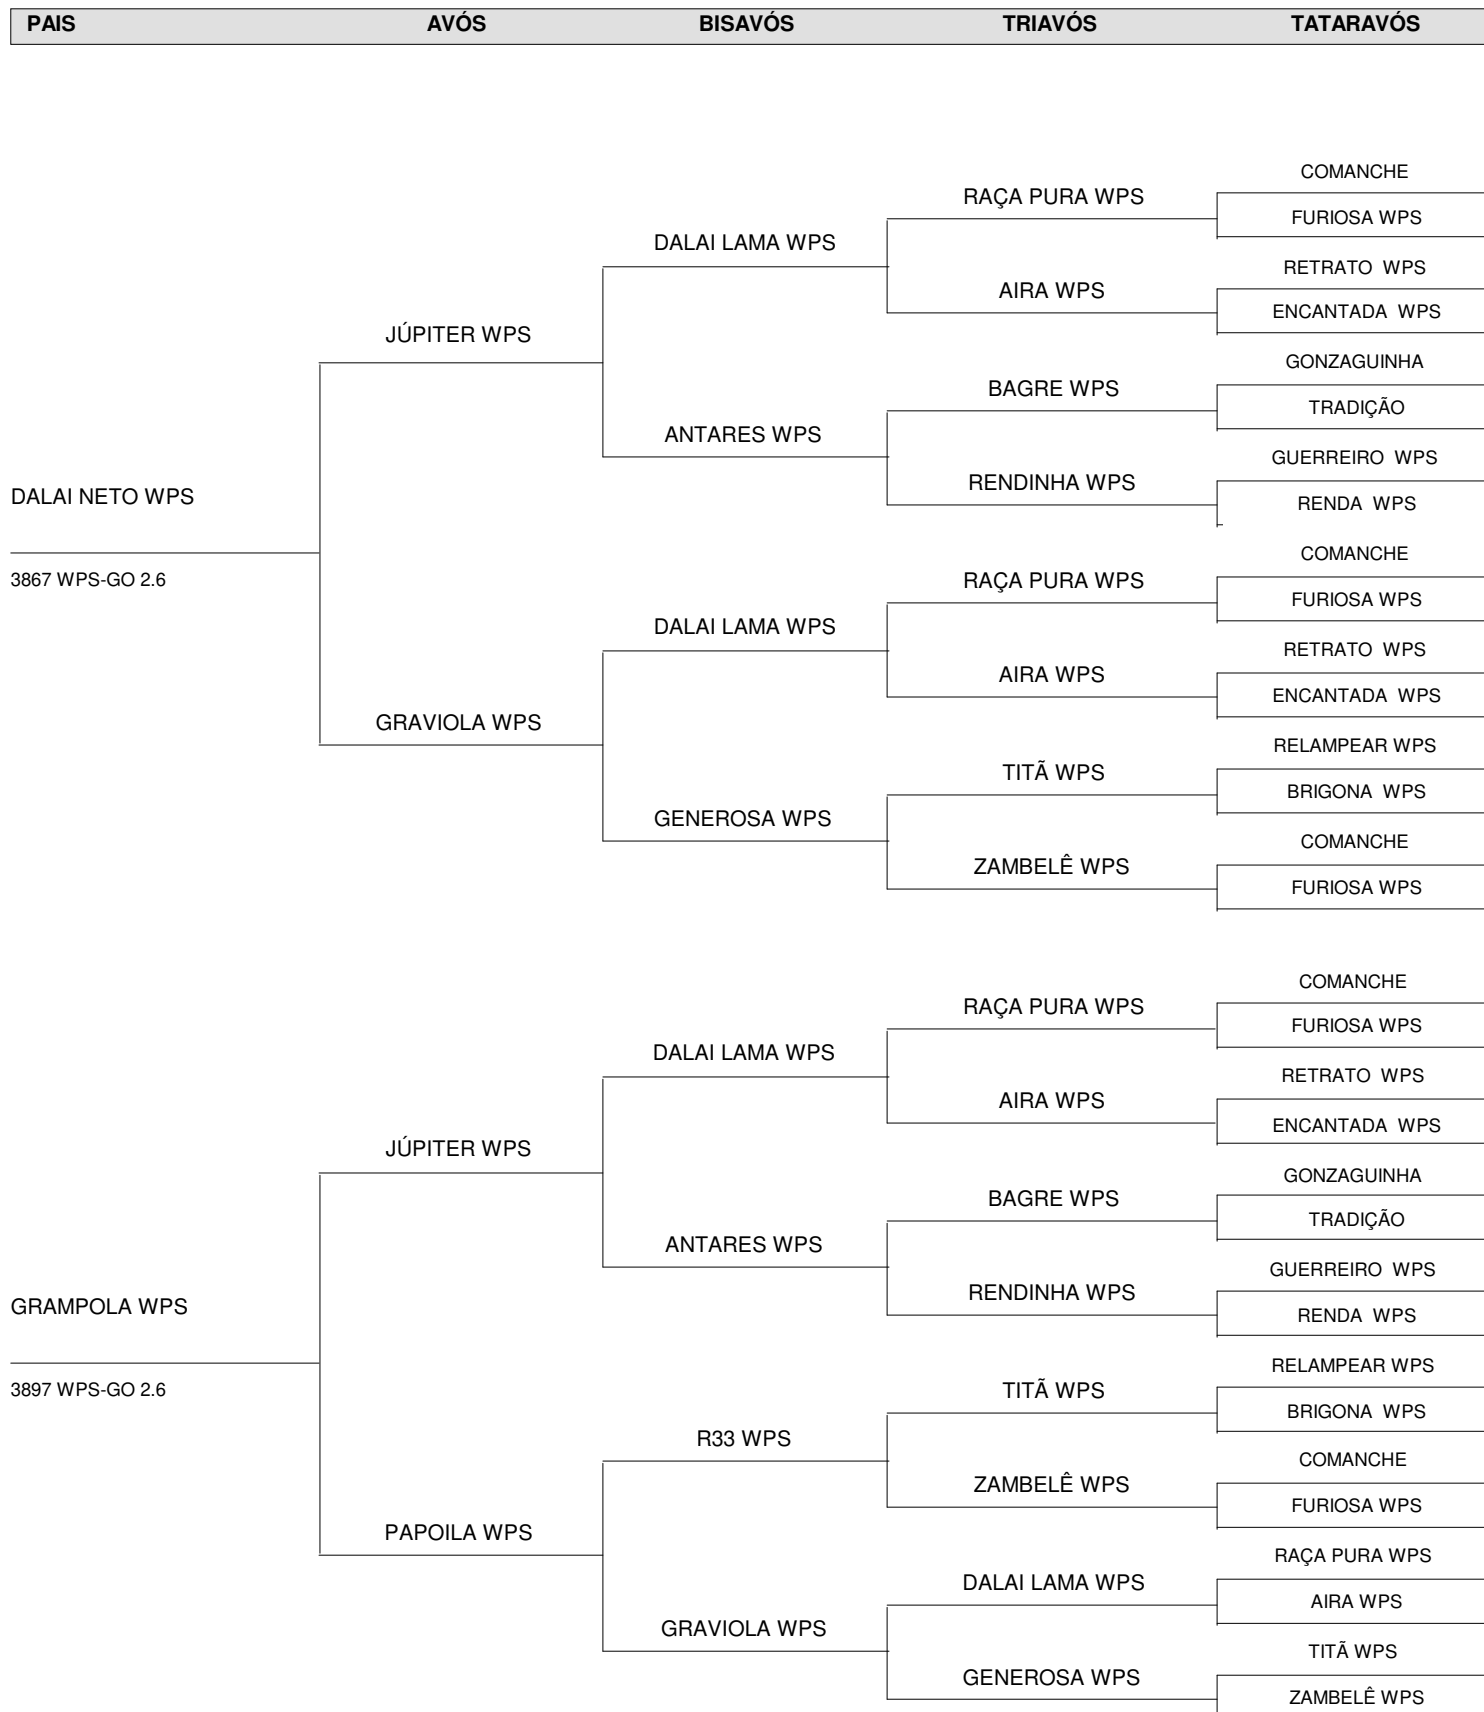 PAIS AVÓS BISAVÓS TRIAVÓS TATARAVÓS
COMANCHE
RAÇA PURA WPS
FURIOSA WPS
DALAI LAMA WPS
RETRATO WPS
AIRA WPS
ENCANTADA WPS
JÚPITER WPS
GONZAGUINHA
BAGRE WPS
TRADIÇÃO
ANTARES WPS
GUERREIRO WPS
RENDINHA WPS
DALAI NETO WPS
RENDA WPS
COMANCHE
3867 WPS-GO 2.6
RAÇA PURA WPS
FURIOSA WPS
DALAI LAMA WPS
RETRATO WPS
AIRA WPS
ENCANTADA WPS
GRAVIOLA WPS
RELAMPEAR WPS
TITÃ WPS
BRIGONA WPS
GENEROSA WPS
COMANCHE
ZAMBELÊ WPS
FURIOSA WPS
COMANCHE
RAÇA PURA WPS
FURIOSA WPS
DALAI LAMA WPS
RETRATO WPS
AIRA WPS
ENCANTADA WPS
JÚPITER WPS
GONZAGUINHA
BAGRE WPS
TRADIÇÃO
ANTARES WPS
GUERREIRO WPS
RENDINHA WPS
GRAMPOLA WPS
RENDA WPS
RELAMPEAR WPS
3897 WPS-GO 2.6
TITÃ WPS
BRIGONA WPS
R33 WPS
COMANCHE
ZAMBELÊ WPS
FURIOSA WPS
PAPOILA WPS
RAÇA PURA WPS
DALAI LAMA WPS
AIRA WPS
GRAVIOLA WPS
TITÃ WPS
GENEROSA WPS
ZAMBELÊ WPS